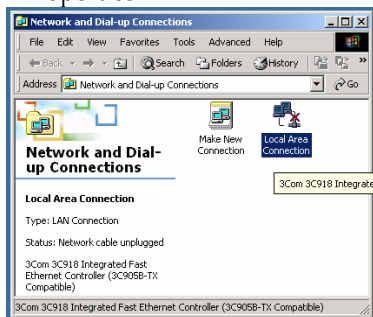 Network and Dial-up Connections
File Edit View Favorites Tools Advanced Help
Back Search Folders History »
Address Network and Dial-up Connections Go
Make New Connection
Local Area Connection
Network and Dial-
up Connections
3Com 3C918 Integrate
Local Area Connection
Type: LAN Connection
Status: Network cable unplugged
3Com 3C918 Integrated Fast
Ethernet Controller (3C905B-TX
Compatible)
3Com 3C918 Integrated Fast Ethernet Controller (3C905B-TX Compatible)